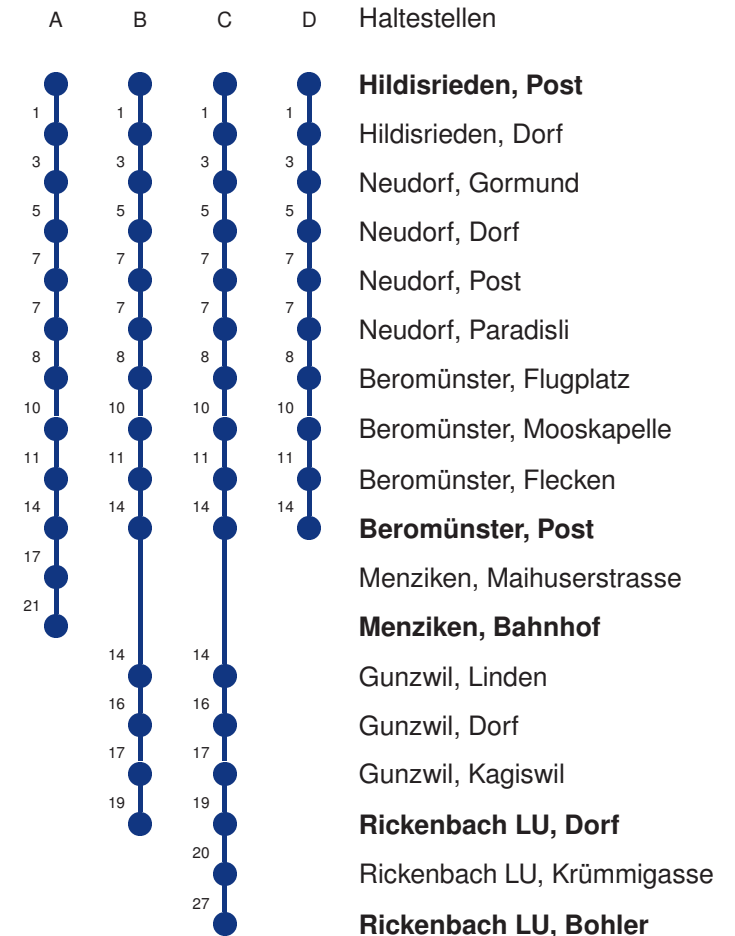 A B C D Haltestellen
Hildisrieden, Post
1 1 1 1
Hildisrieden, Dorf
3 3 3 3
Neudorf, Gormund
5 5 5 5
Neudorf, Dorf
7 7 7 7
Neudorf, Post
7 7 7 7
Neudorf, Paradisli
8 8 8 8
Beromünster, Flugplatz
10 10 10 10
Beromünster, Mooskapelle
11 11 11 11
Beromünster, Flecken
14 14 14 14
Beromünster, Post
17
Menziken, Maihuserstrasse
21
Menziken, Bahnhof
14 14
Gunzwil, Linden
16 16
Gunzwil, Dorf
17 17
Gunzwil, Kagiswil
19 19
Rickenbach LU, Dorf
20
Rickenbach LU, Krümmigasse
27
Rickenbach LU, Bohler